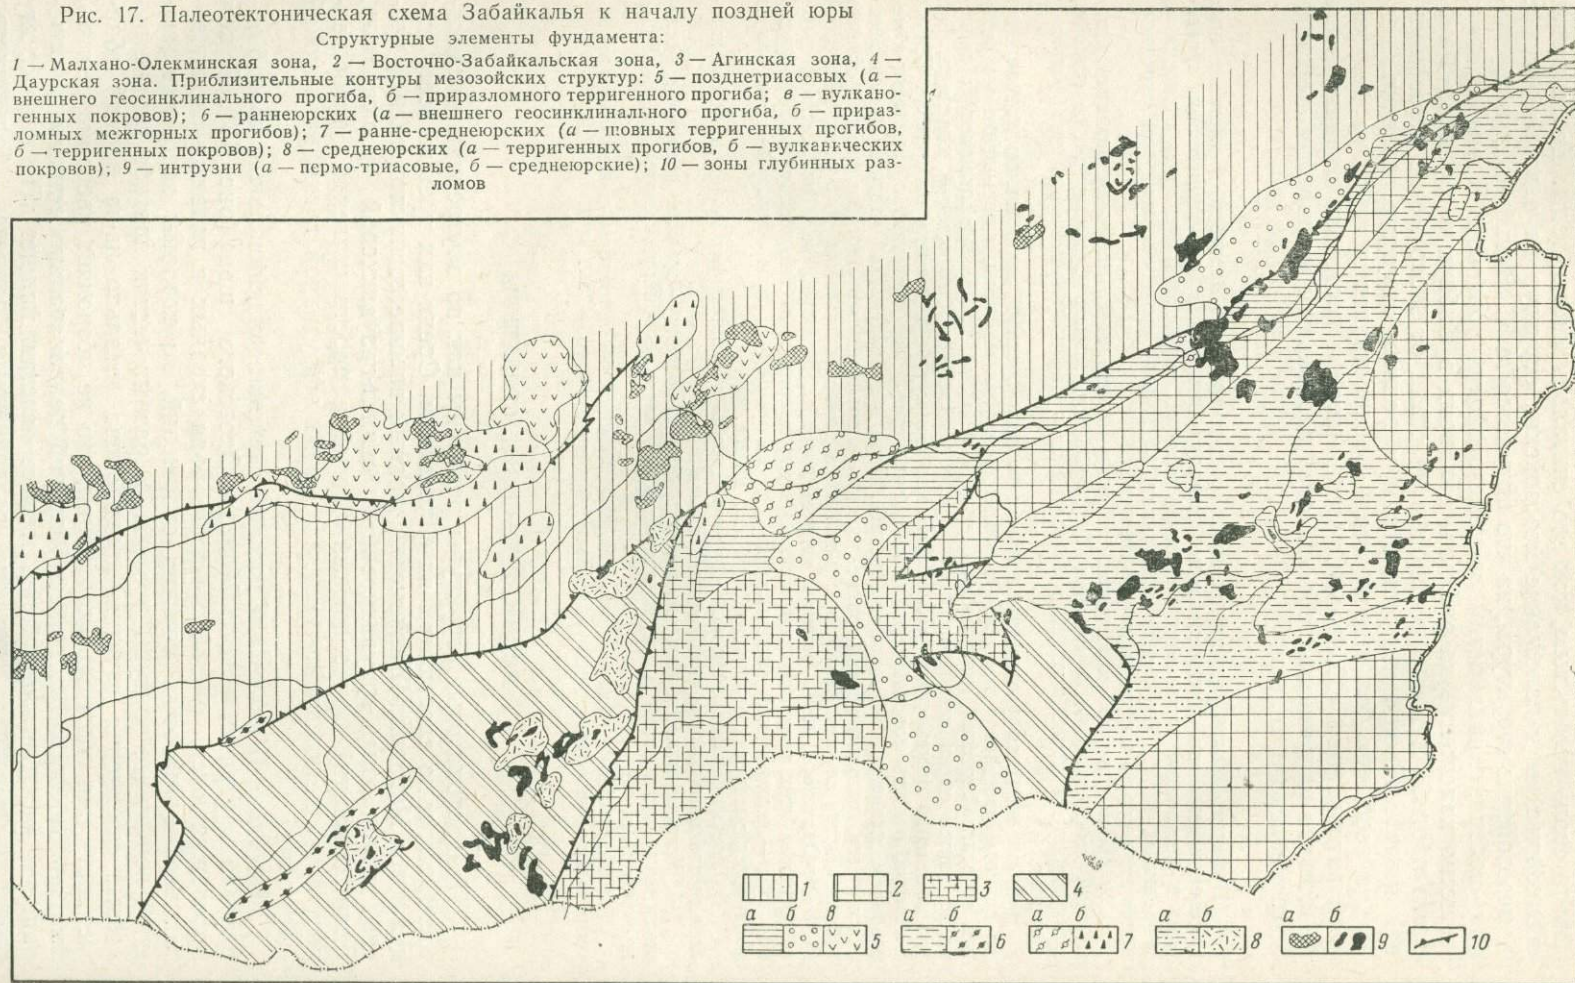 Рис. 17. Палеотектоническая схема Забайкалья к началу поздней юры
Структурные элементы фундамента:
1 — Малхано-Олекминская зона, 2 — Восточно-Забайкальская зона, 3 — Агинская зона, 4 —
Даурская зона. Приблизительные контуры мезозойских структур: 5 — позднетриасовых (а —
внешнего геосинклинального прогиба, б — приразломного терригенного прогиба; в — вулкано-
генных покровов); 6 — раннеюрских (а — внешнего геосинклинального прогиба, б — прираз-
ломных межгорных прогибов); 7 — ранне-среднеюрских (а — шовных терригенных прогибов,
б — терригенных покровов); 8 — среднеюрских (а — терригенных прогибов, б — вулканических
покровов); 9 — интрузии (а — пермо-триасовые, б — среднеюрские); 10 — зоны глубинных раз-
ломов
1 2 3 4
а б в а б а б а б а б
5 6 7 8 9 10